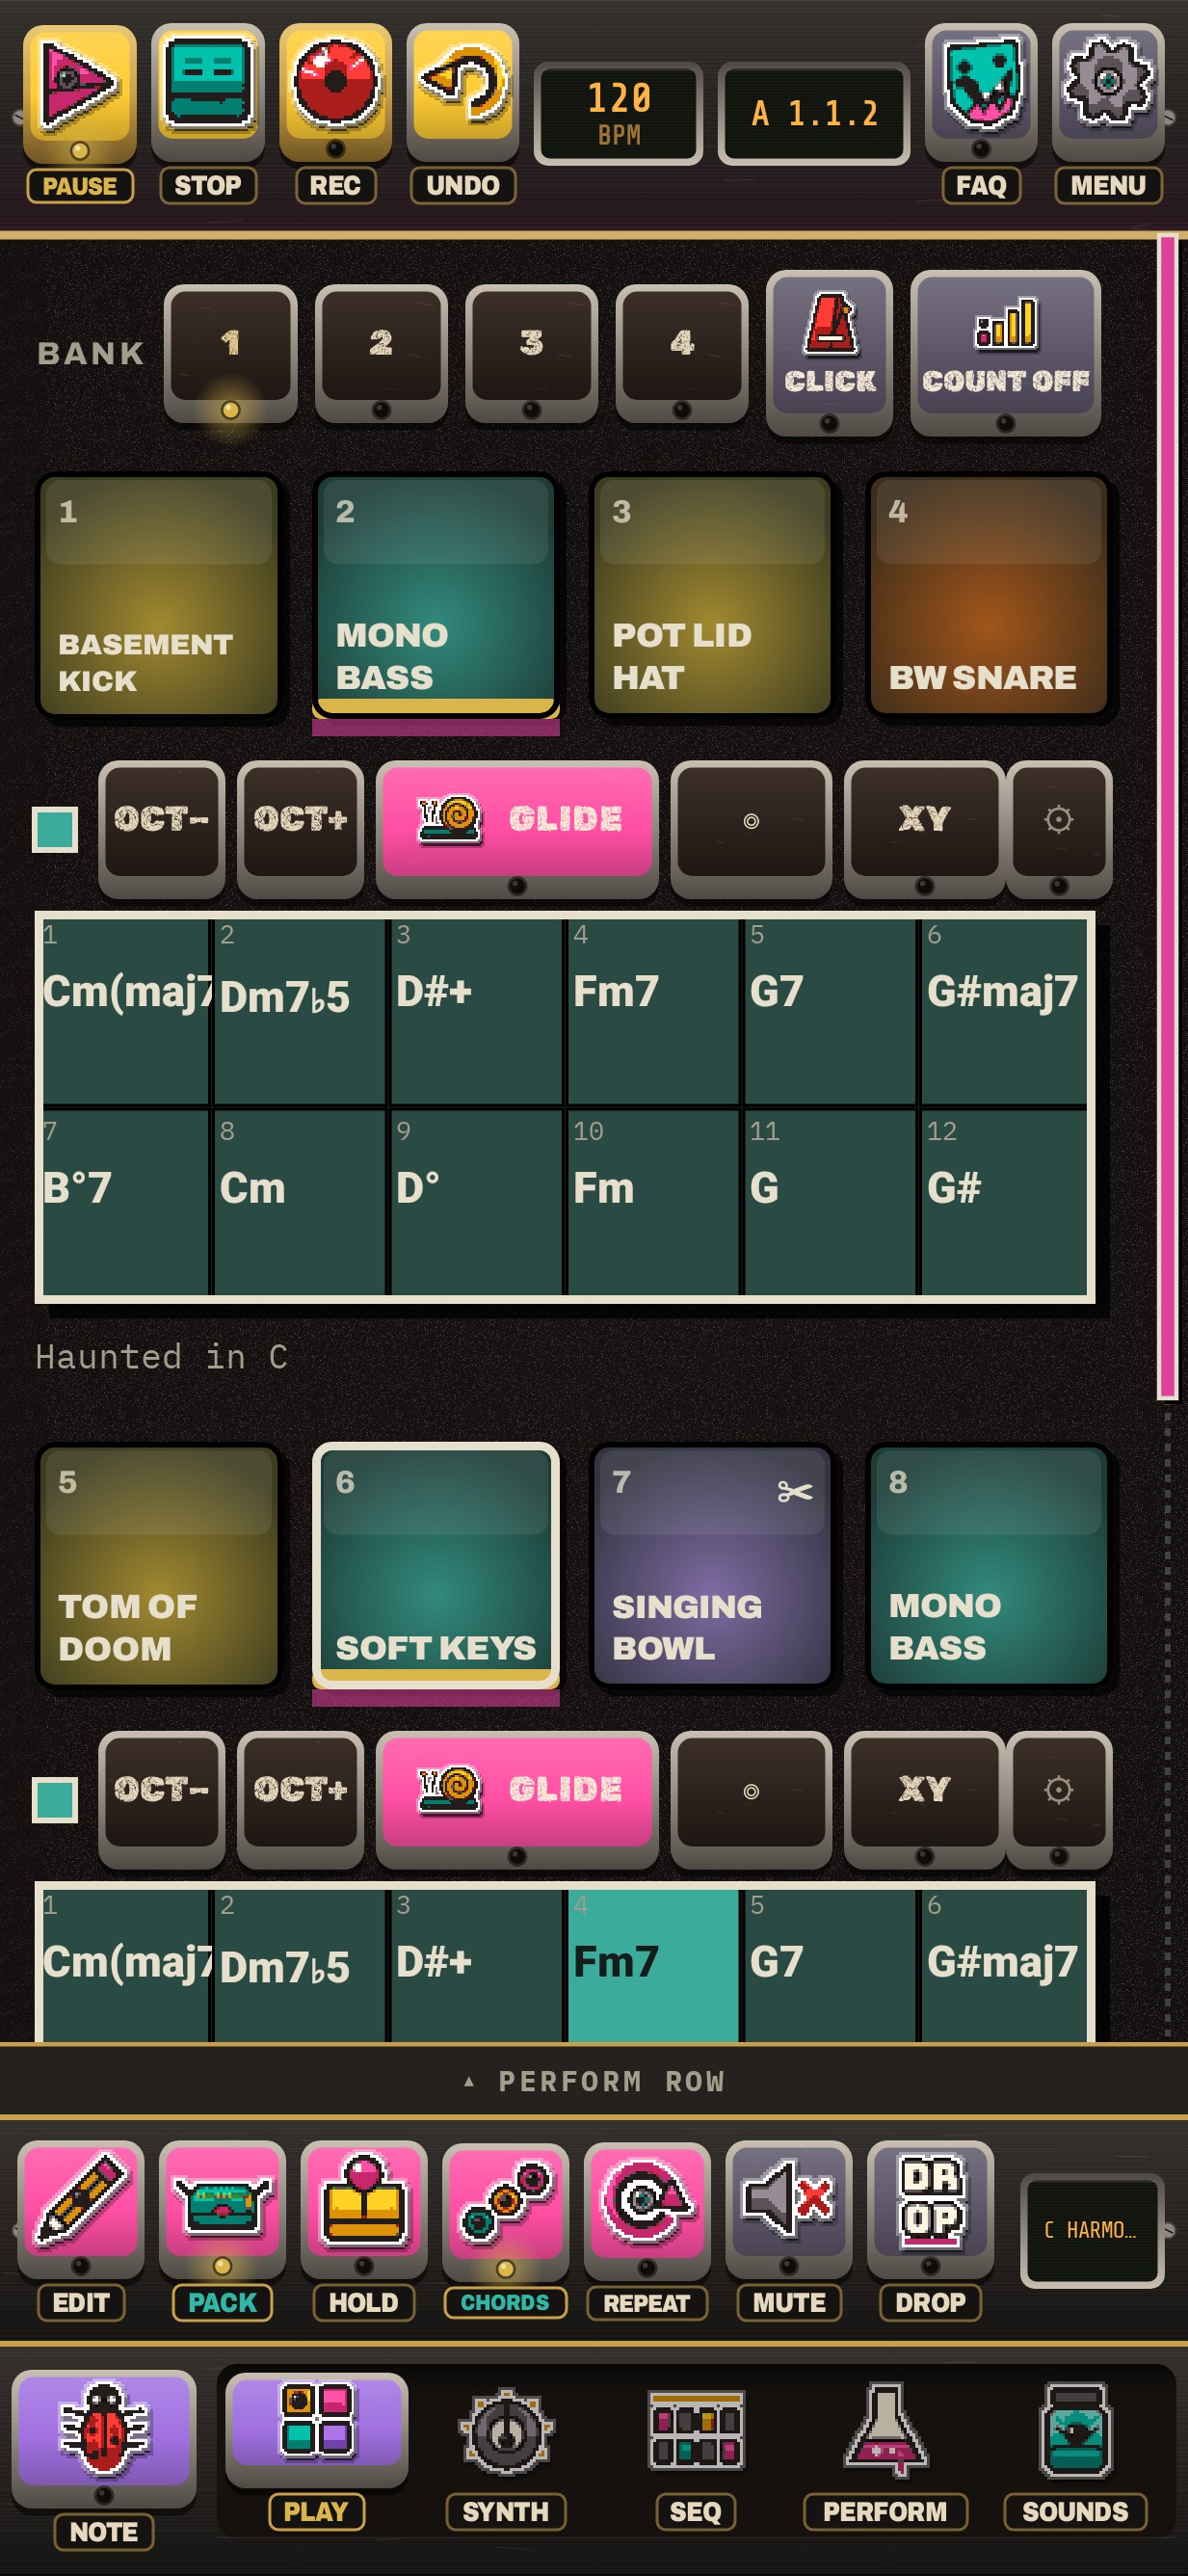 120
BPM
A 1.1.2
PAUSE
STOP
REC
UNDO
FAQ
MENU
BANK
1
2
3
4
CLICK
COUNT OFF
1
BASEMENT
KICK
2
MONO
BASS
3
POT LID
HAT
4
BW SNARE
OCT-
OCT+
GLIDE
XY
1
Cm(maj7
2
Dm7♭5
3
D#+
4
Fm7
5
G7
6
G#maj7
7
B°7
8
Cm
9
D°
10
Fm
11
G
12
G#
Haunted in C
5
TOM OF
DOOM
6
SOFT KEYS
7
SINGING
BOWL
8
MONO
BASS
OCT-
OCT+
GLIDE
XY
1
Cm(maj7
2
Dm7♭5
3
D#+
4
Fm7
5
G7
6
G#maj7
▲ PERFORM ROW
DR
OP
C HARMO…
EDIT
PACK
HOLD
CHORDS
REPEAT
MUTE
DROP
NOTE
PLAY
SYNTH
SEQ
PERFORM
SOUNDS